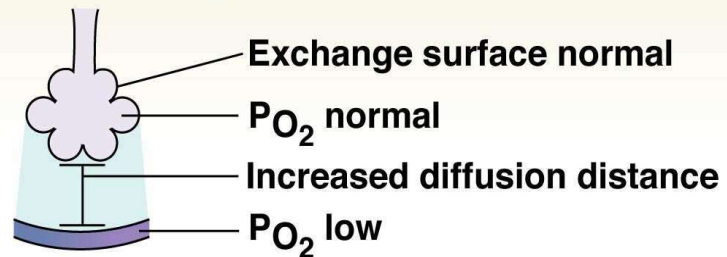 Exchange surface normal
PO₂ normal
Increased diffusion distance
PO₂ low